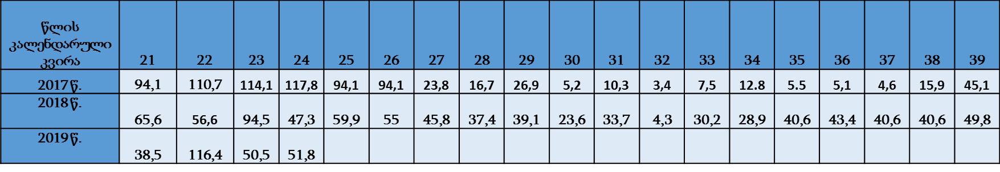 წლის
კალენდარული
კვირა 21 22 23 24 25 26 27 28 29 30 31 32 33 34 35 36 37 38 39
2017 წ. 94,1 110,7 114,1 117,8 94,1 94,1 23,8 16,7 26,9 5,2 10,3 3,4 7,5 12.8 5.5 5,1 4,6 15,9 45,1
2018 წ.
65,6 56,6 94,5 47,3 59,9 55 45,8 37,4 39,1 23,6 33,7 4,3 30,2 28,9 40,6 43,4 40,6 40,6 49,8
2019 წ.
38,5 116,4 50,5 51,8